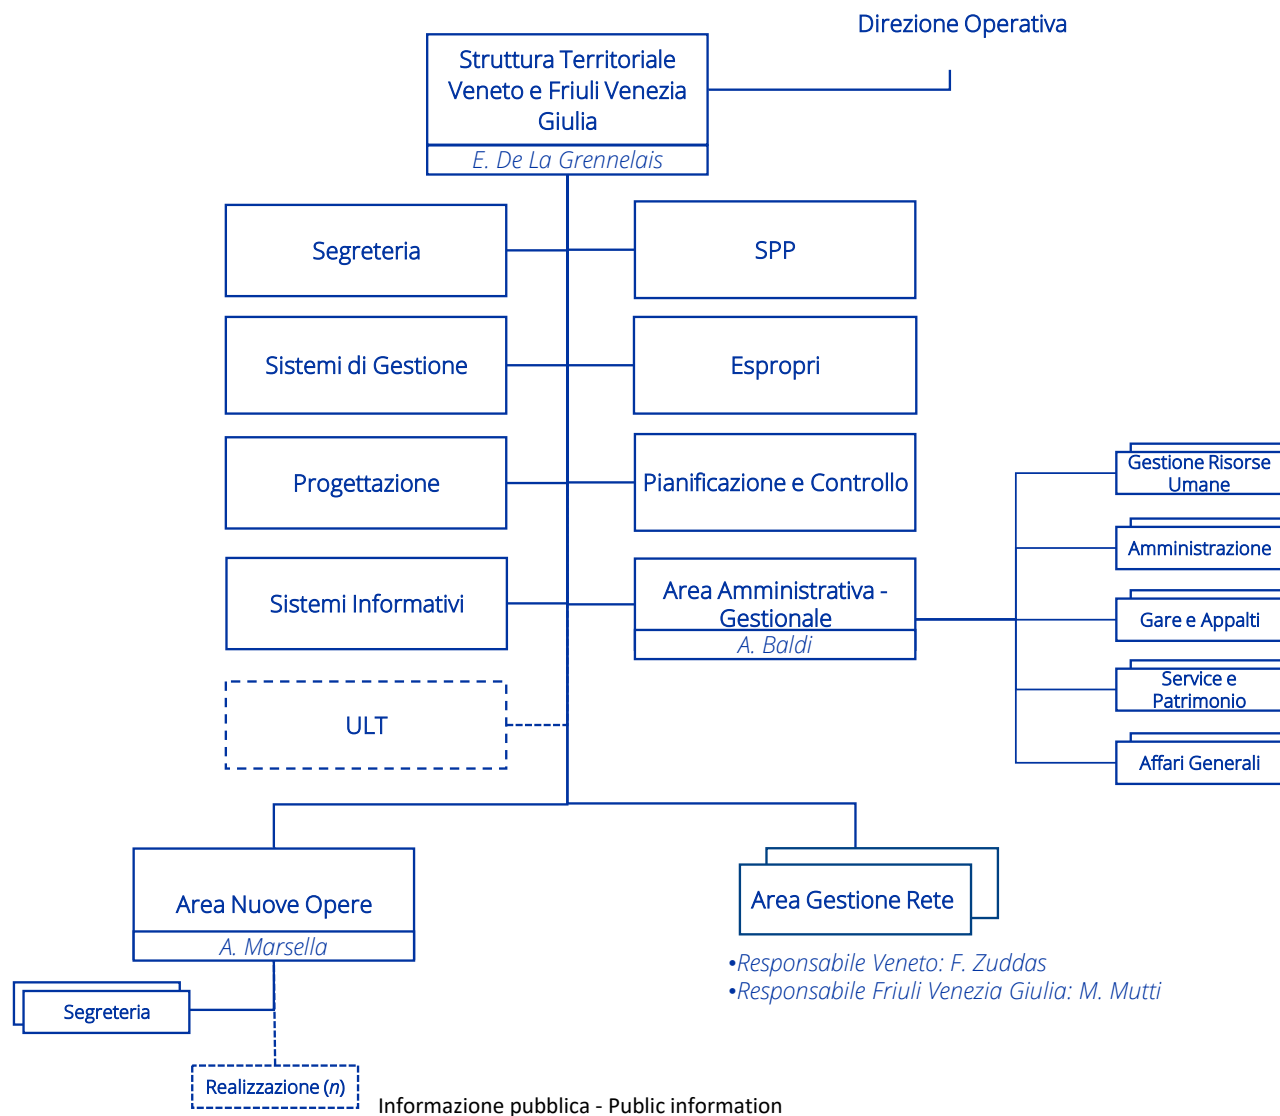 Direzione Operativa
Struttura Territoriale
Veneto e Friuli Venezia
Giulia
E. De La Grennelais
Segreteria
SPP
Sistemi di Gestione
Espropri
Progettazione
Pianificazione e Controllo
Gestione Risorse
Umane
Amministrazione
Sistemi Informativi
Area Amministrativa -
Gestionale
A. Baldi
Gare e Appalti
Service e
Patrimonio
Affari Generali
ULT
Area Nuove Opere
A. Marsella
Area Gestione Rete
•Responsabile Veneto: F. Zuddas
•Responsabile Friuli Venezia Giulia: M. Mutti
Segreteria
Realizzazione (n)
Informazione pubblica - Public information